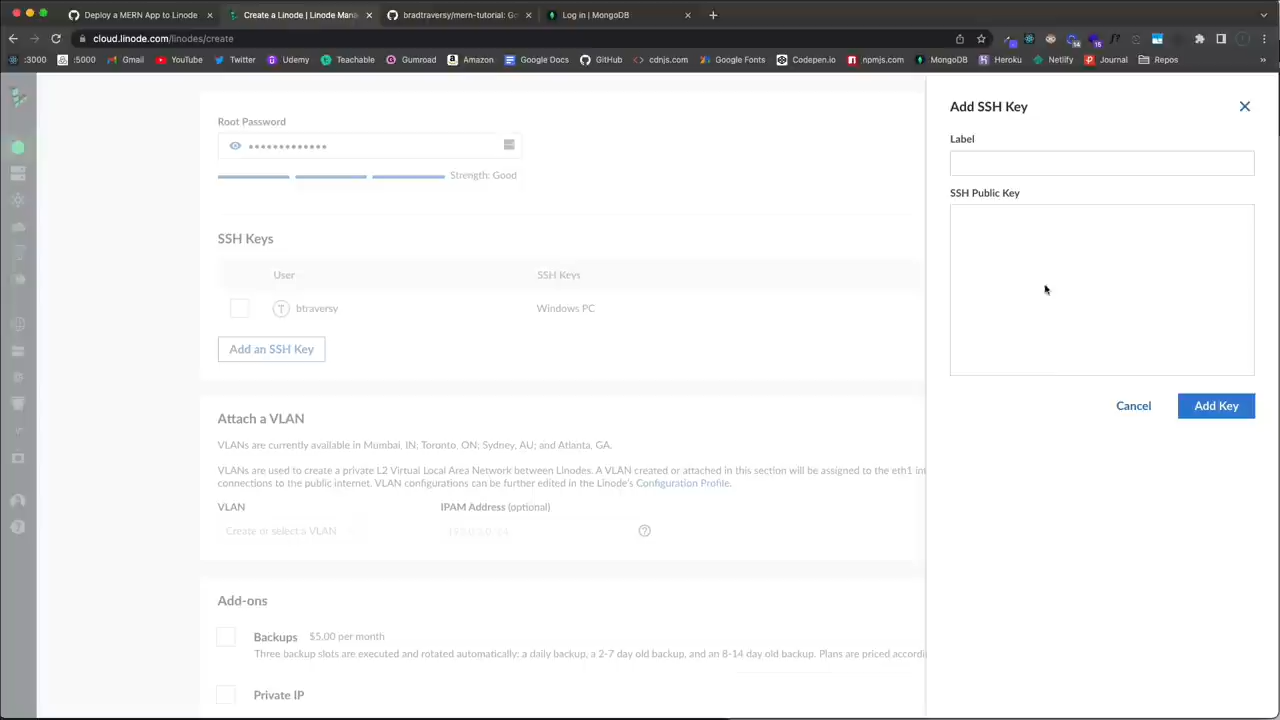 Deploy a MERN App to Linode
Create a Linode | Linode Mana
bradtraversy/mern-tutorial: Go
Log in | MongoDB
cloud.linode.com/linodes/create
:3000
:5000
Gmail
YouTube
Twitter
Udemy
Teachable
Gumroad
Amazon
Google Docs
GitHub
cdnjs.com
Google Fonts
Codepen.io
npmjs.com
MongoDB
Heroku
Netlify
Journal
Repos
Add SSH Key
Label
SSH Public Key
Cancel
Add Key
Root Password
Strength: Good
SSH Keys
User
SSH Keys
T
btraversy
Windows PC
Add an SSH Key
Attach a VLAN
VLANs are currently available in Mumbai, IN; Toronto, ON; Sydney, AU; and Atlanta, GA.
VLANs are used to create a private L2 Virtual Local Area Network between Linodes. A VLAN created or attached in this section will be assigned to the eth1 in
connections to the public internet. VLAN configurations can be further edited in the Linode's Configuration Profile.
VLAN
IPAM Address (optional)
Create or select a VLAN
Add-ons
Backups $5.00 per month
Three backup slots are executed and rotated automatically: a daily backup, a 2-7 day old backup, and an 8-14 day old backup. Plans are priced accordi
Private IP